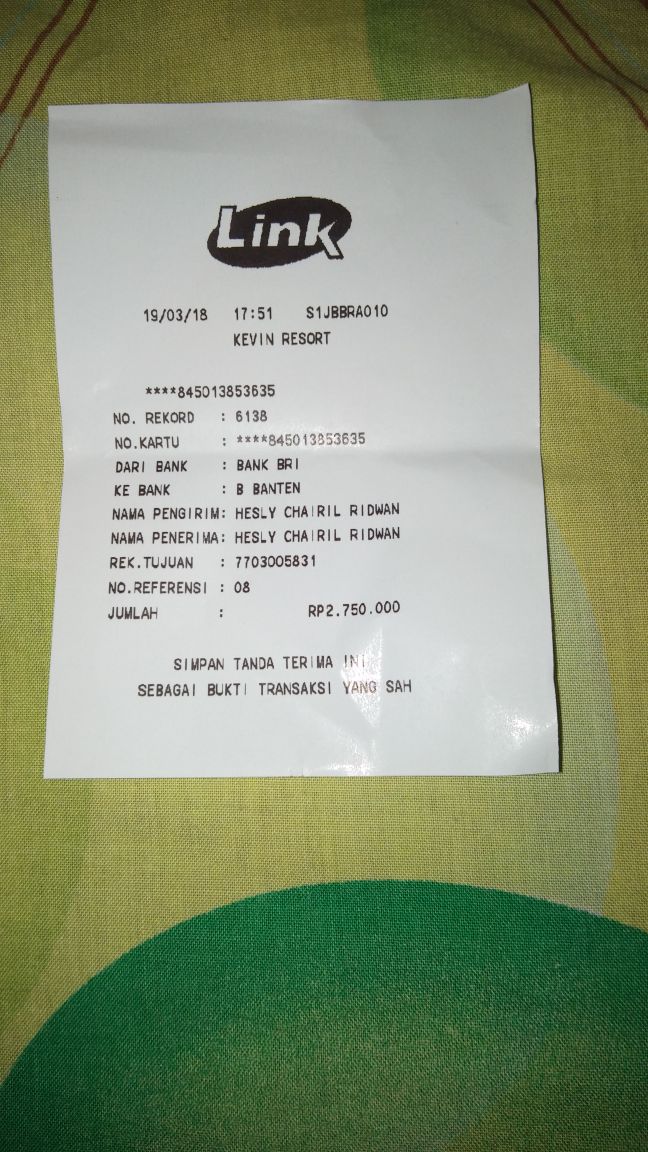 Link
19/03/18 17:51 S1JBBRA010
KEVIN RESORT
****845013853635
NO. REKORD : 6138
NO.KARTU : ****845013853635
DARI BANK : BANK BRI
KE BANK : B BANTEN
NAMA PENGIRIM: HESLY CHAIRIL RIDWAN
NAMA PENERIMA: HESLY CHAIRIL RIDWAN
REK.TUJUAN : 7703005831
NO.REFERENSI : 08
JUMLAH : RP2.750.000
SIMPAN TANDA TERIMA INI
SEBAGAI BUKTI TRANSAKSI YANG SAH